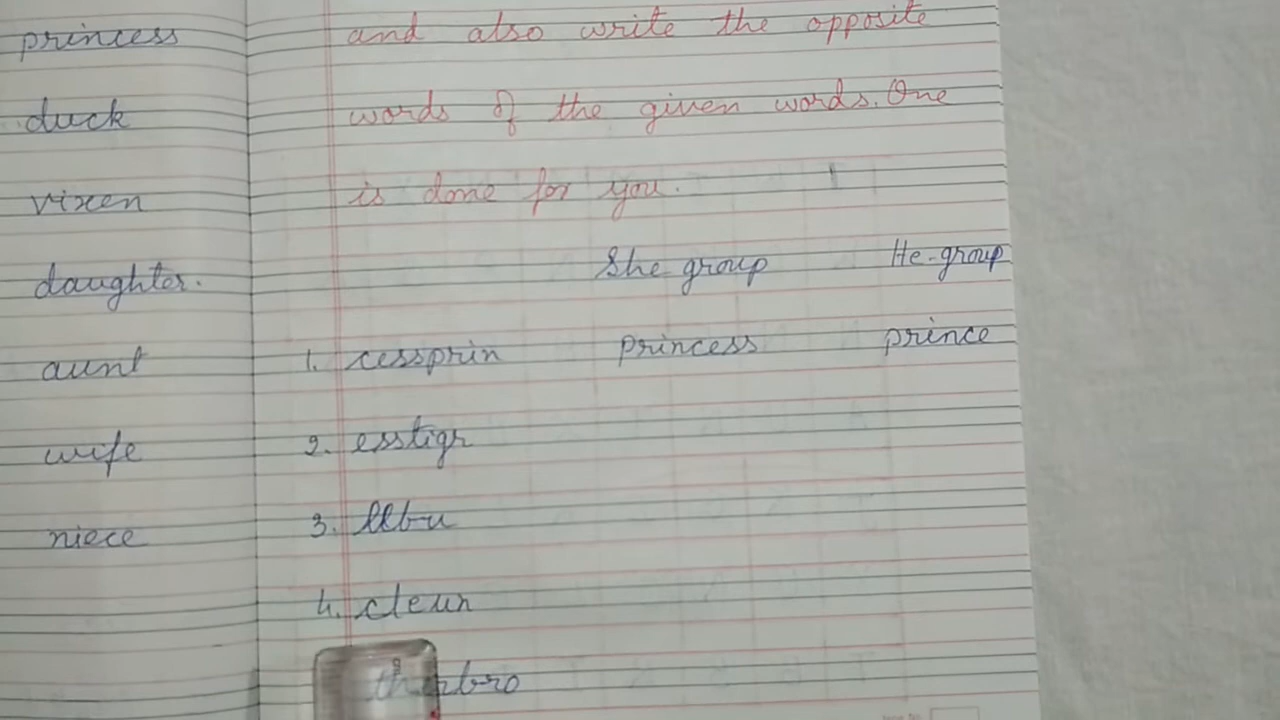 princess
duck
vixen
daughter.
aunt
wife
niece
and also write the opposite
words of the given words. One
is done for you.
She group He-group
1. cessprin princess prince
2. esstigr
3. llbu
4. cleun
therbro